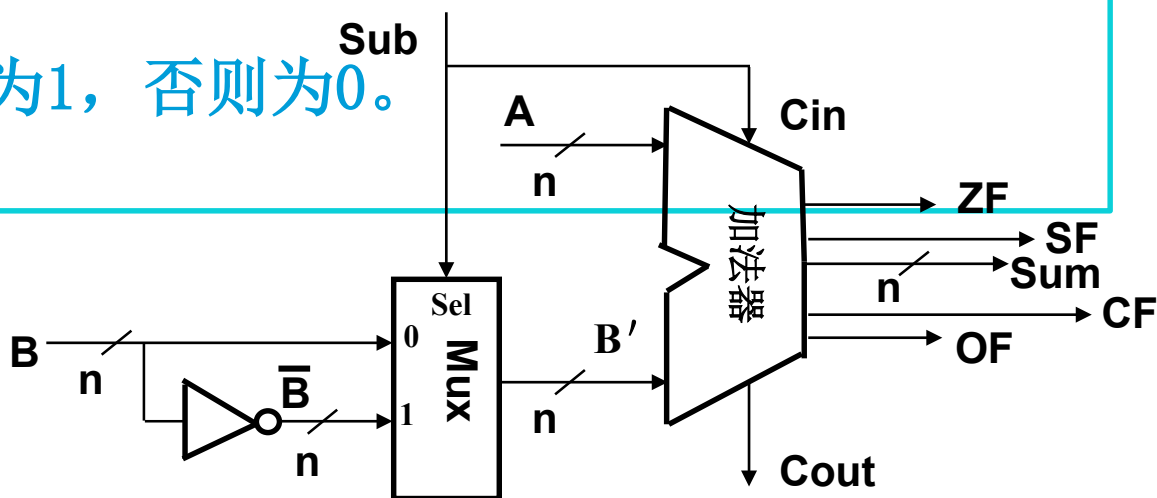 Sub
为1，否则为0。
A
Cin
n
ZF
加法器
SF
n
Sum
Sel
CF
B
n
0
Mux
B′
OF
B̅
1
n
n
Cout